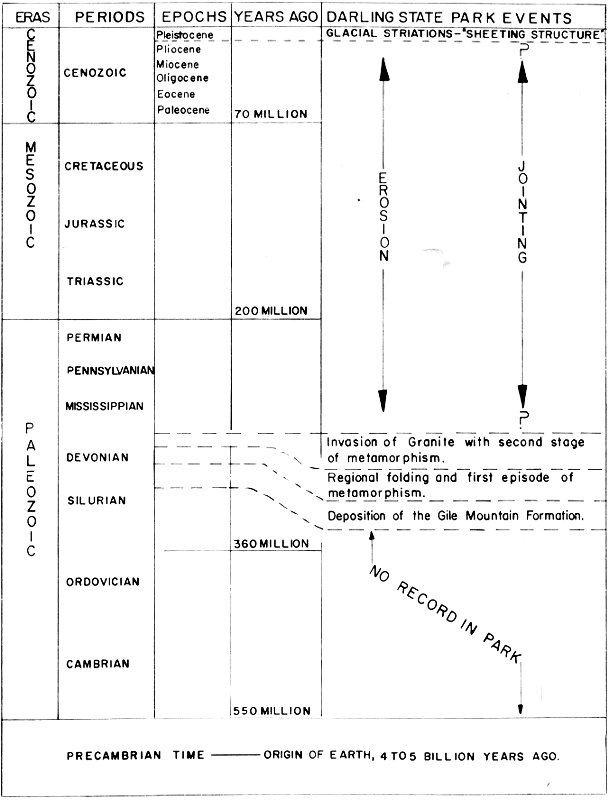 ERAS PERIODS EPOCHS YEARS AGO DARLING STATE PARK EVENTS
CENOZOIC
CENOZOIC
Pleistocene
Pliocene
Miocene
Oligocene
Eocene
Paleocene
70 MILLION
GLACIAL STRIATIONS-"SHEETING STRUCTURE"
?
EROSION
JOINTING
?
MESOZOIC
CRETACEOUS
JURASSIC
TRIASSIC
200 MILLION
PALEOZOIC
PERMIAN
PENNSYLVANIAN
MISSISSIPPIAN
DEVONIAN
SILURIAN
360 MILLION
ORDOVICIAN
CAMBRIAN
550 MILLION
Invasion of Granite with second stage
of metamorphism.
Regional folding and first episode of
metamorphism.
Deposition of the Gile Mountain Formation.
NO RECORD IN PARK
PRECAMBRIAN TIME —— ORIGIN OF EARTH, 4 TO 5 BILLION YEARS AGO.